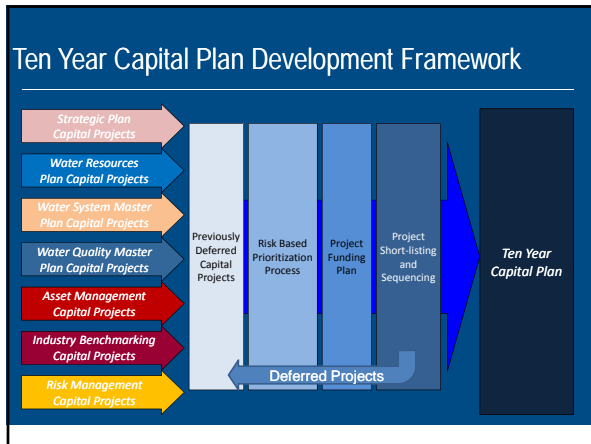 Ten Year Capital Plan Development Framework
Strategic Plan
Capital Projects
Water Resources
Plan Capital Projects
Water System Master
Plan Capital Projects
Water Quality Master
Plan Capital Projects
Asset Management
Capital Projects
Industry Benchmarking
Capital Projects
Risk Management
Capital Projects
Previously
Deferred
Capital
Projects
Risk Based
Prioritization
Process
Project
Funding
Plan
Project
Short-listing
and
Sequencing
Deferred Projects
Ten Year
Capital Plan